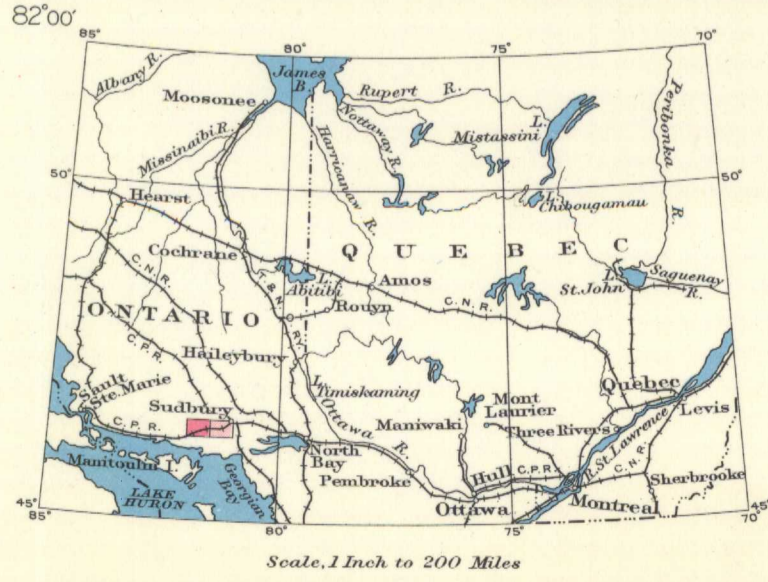 82°00'
85°
80°
75°
70°
Albany R.
James
B.
Rupert R.
Moosonee
Missinaibi R.
Nottaway R.
Harricanaw R.
L.
Mistassini
Peribonka R.
50°
50°
Hearst
L.
Chibougamau
Cochrane
QUEBEC
C.N.R.
T. & N. O. R.
L.
Abitibi
Amos
L.
St. John
Saguenay
R.
ONTARIO
Rouyn
C.N.R.
C.P.R.
Haileybury
L.
Timiskaming
Sault
Ste. Marie
Sudbury
C.P.R.
Ottawa R.
Maniwaki
Mont
Laurier
Quebec
Levis
Three Rivers
R. St. Lawrence
C.N.R.
Manitoulin I.
Georgian
Bay
North
Bay
Pembroke
Hull
C.P.R.
Sherbrooke
LAKE
HURON
Ottawa
Montreal
45°
85°
80°
75°
70°
45°
Scale, 1 Inch to 200 Miles